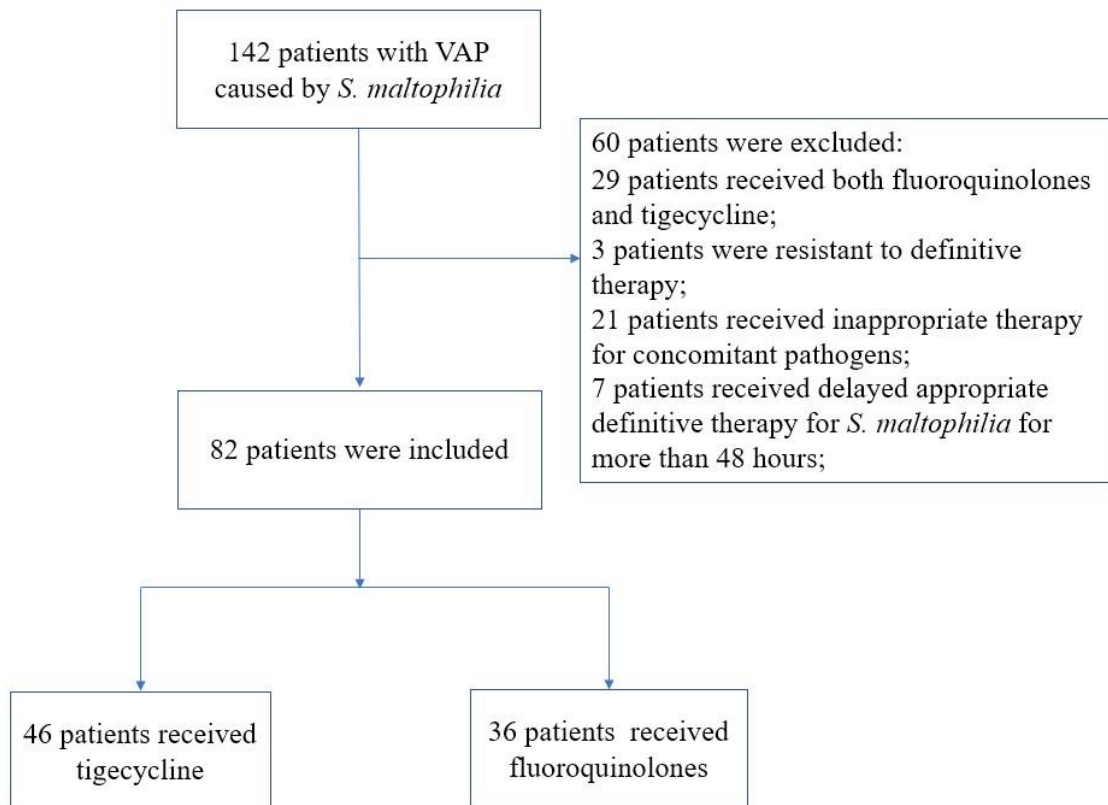 142 patients with VAP
caused by S. maltophilia
60 patients were excluded:
29 patients received both fluoroquinolones
and tigecycline;
3 patients were resistant to definitive
therapy;
21 patients received inappropriate therapy
for concomitant pathogens;
7 patients received delayed appropriate
definitive therapy for S. maltophilia for
more than 48 hours;
82 patients were included
46 patients received
tigecycline
36 patients received
fluoroquinolones